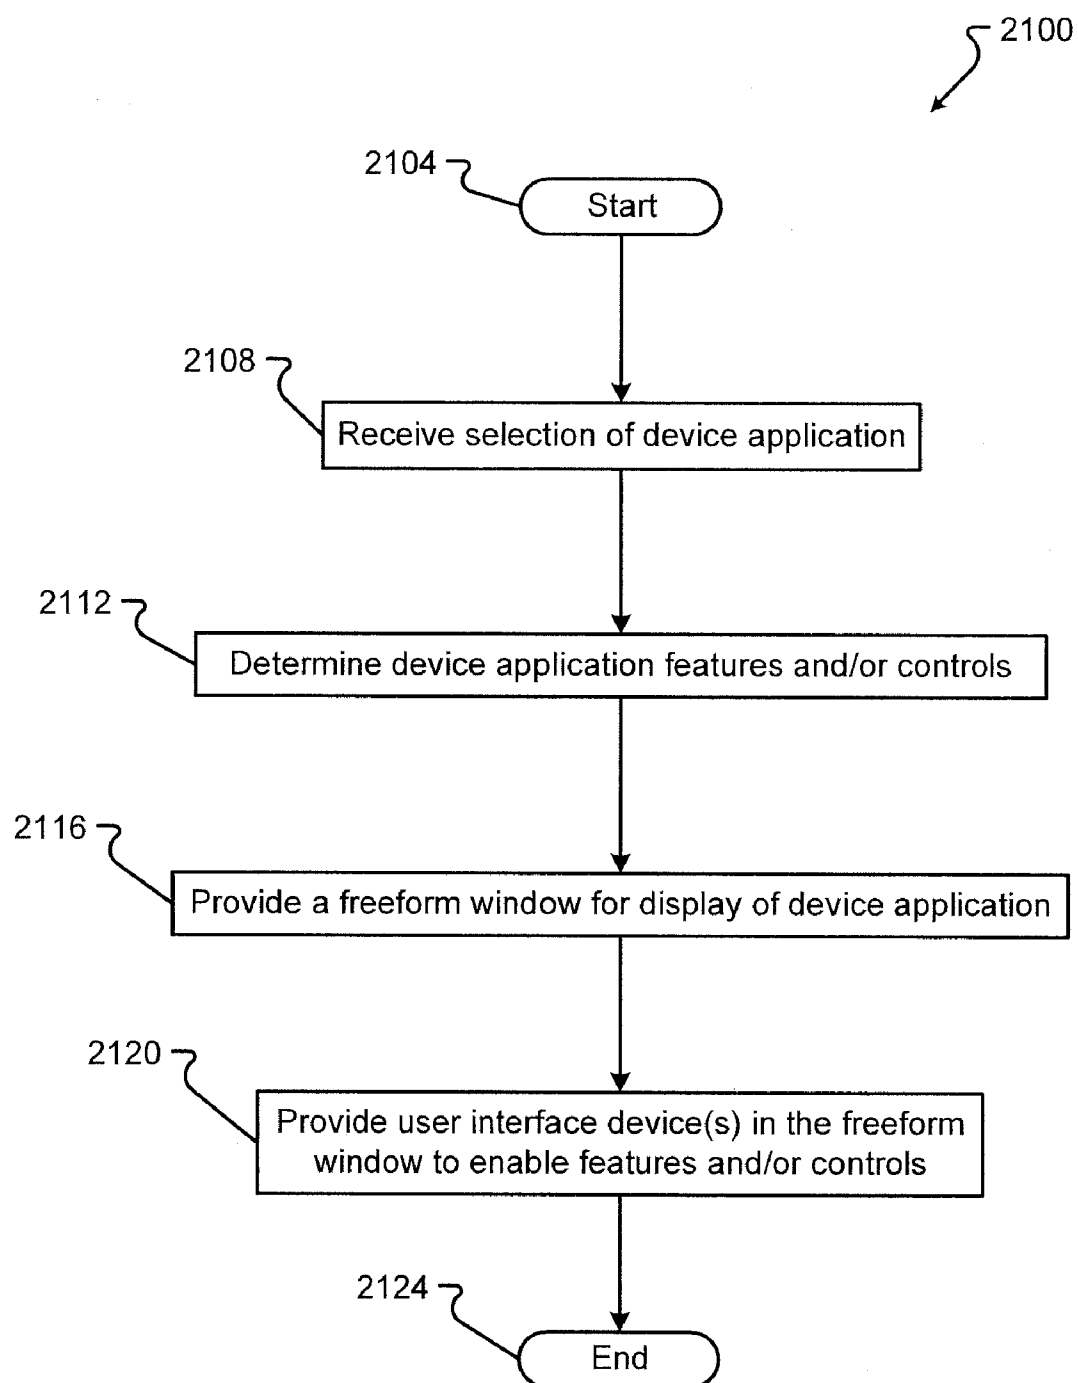 2100
2104
Start
2108
Receive selection of device application
2112
Determine device application features and/or controls
2116
Provide a freeform window for display of device application
2120
Provide user interface device(s) in the freeform
window to enable features and/or controls
2124
End